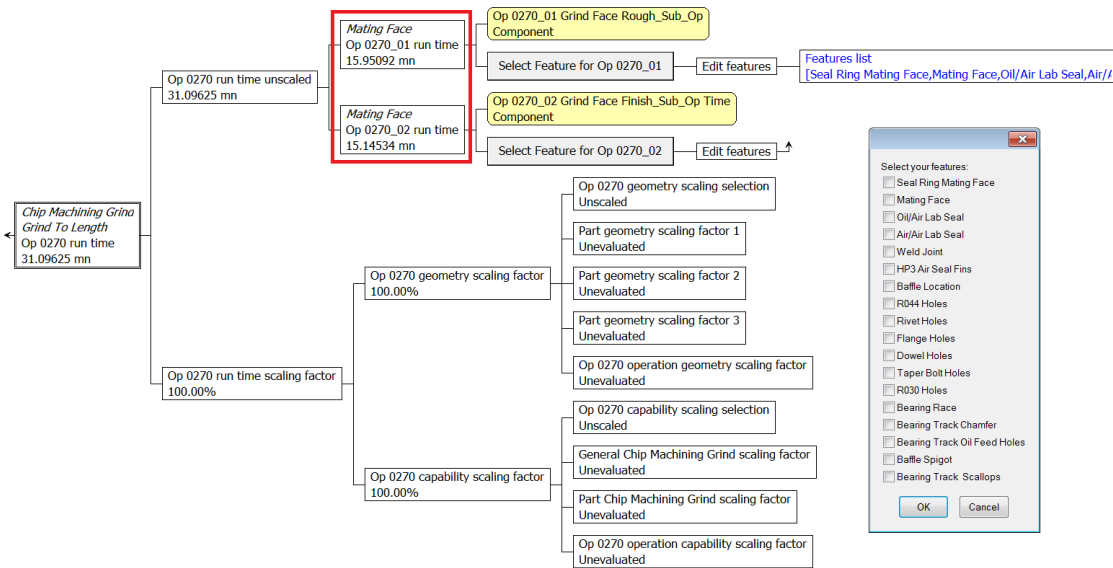 Chip Machining Grind
Grind To Length
Op 0270 run time
31.09625 mn
Op 0270 run time unscaled
31.09625 mn
Mating Face
Op 0270_01 run time
15.95092 mn
Op 0270_01 Grind Face Rough_Sub_Op
Component
Select Feature for Op 0270_01
Edit features
Features list
[Seal Ring Mating Face,Mating Face,Oil/Air Lab Seal,Air/A
Mating Face
Op 0270_02 run time
15.14534 mn
Op 0270_02 Grind Face Finish_Sub_Op Time
Component
Select Feature for Op 0270_02
Edit features
Op 0270 run time scaling factor
100.00%
Op 0270 geometry scaling factor
100.00%
Op 0270 geometry scaling selection
Unscaled
Part geometry scaling factor 1
Unevaluated
Part geometry scaling factor 2
Unevaluated
Part geometry scaling factor 3
Unevaluated
Op 0270 operation geometry scaling factor
Unevaluated
Op 0270 capability scaling factor
100.00%
Op 0270 capability scaling selection
Unscaled
General Chip Machining Grind scaling factor
Unevaluated
Part Chip Machining Grind scaling factor
Unevaluated
Op 0270 operation capability scaling factor
Unevaluated
Select your features:
Seal Ring Mating Face
Mating Face
Oil/Air Lab Seal
Air/Air Lab Seal
Weld Joint
HP3 Air Seal Fins
Baffle Location
R044 Holes
Rivet Holes
Flange Holes
Dowel Holes
Taper Bolt Holes
R030 Holes
Bearing Race
Bearing Track Chamfer
Bearing Track Oil Feed Holes
Baffle Spigot
Bearing Track Scallops
OK
Cancel